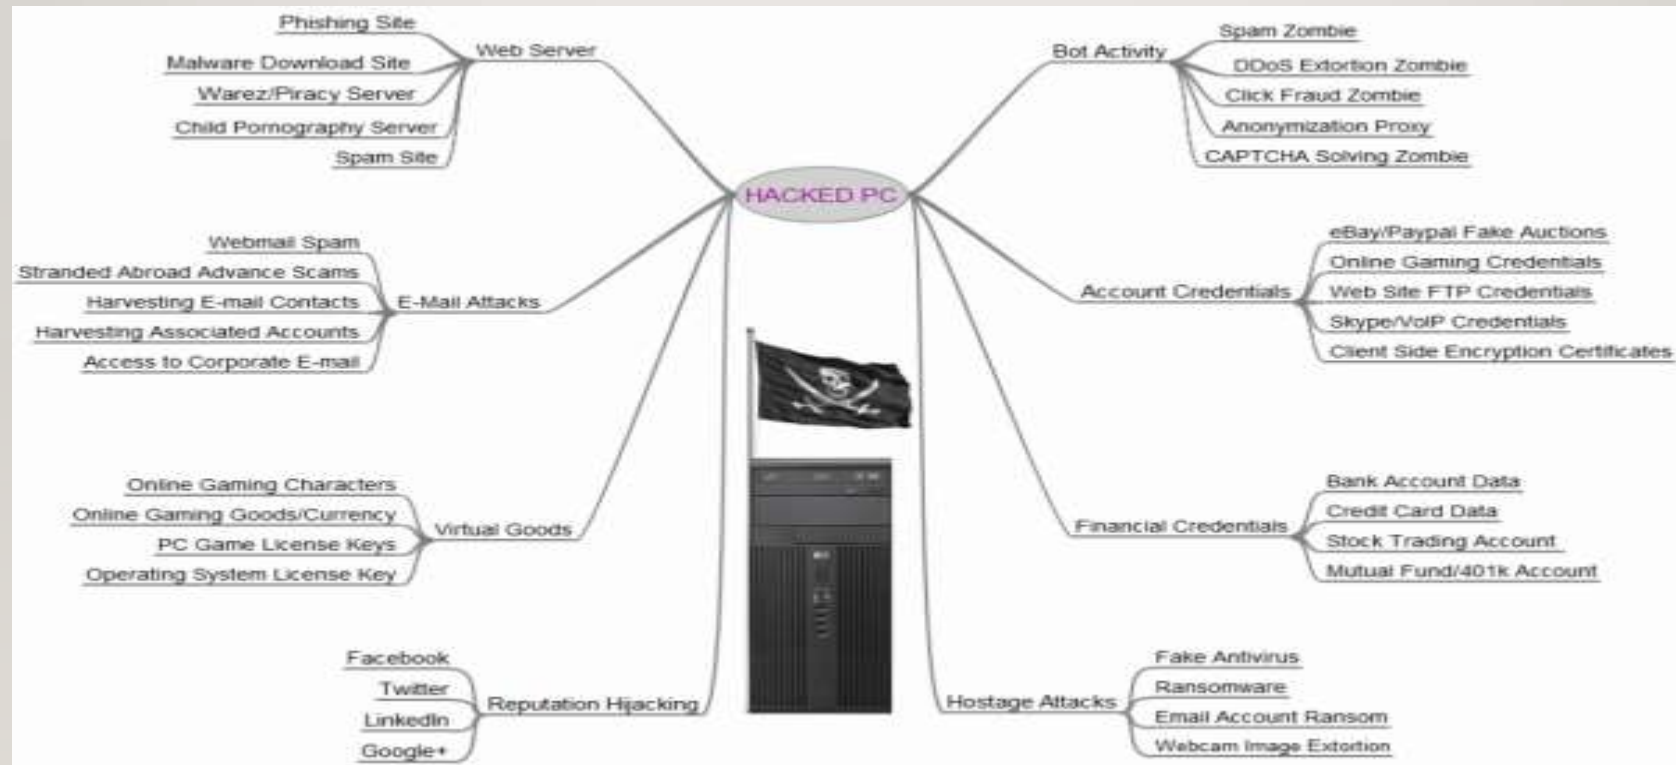 HACKED PC
Web Server
Phishing Site
Malware Download Site
Warez/Piracy Server
Child Pornography Server
Spam Site
E-Mail Attacks
Webmail Spam
Stranded Abroad Advance Scams
Harvesting E-mail Contacts
Harvesting Associated Accounts
Access to Corporate E-mail
Virtual Goods
Online Gaming Characters
Online Gaming Goods/Currency
PC Game License Keys
Operating System License Key
Reputation Hijacking
Facebook
Twitter
LinkedIn
Google+
Bot Activity
Spam Zombie
DDoS Extortion Zombie
Click Fraud Zombie
Anonymization Proxy
CAPTCHA Solving Zombie
Account Credentials
eBay/Paypal Fake Auctions
Online Gaming Credentials
Web Site FTP Credentials
Skype/VoIP Credentials
Client Side Encryption Certificates
Financial Credentials
Bank Account Data
Credit Card Data
Stock Trading Account
Mutual Fund/401k Account
Hostage Attacks
Fake Antivirus
Ransomware
Email Account Ransom
Webcam Image Extortion